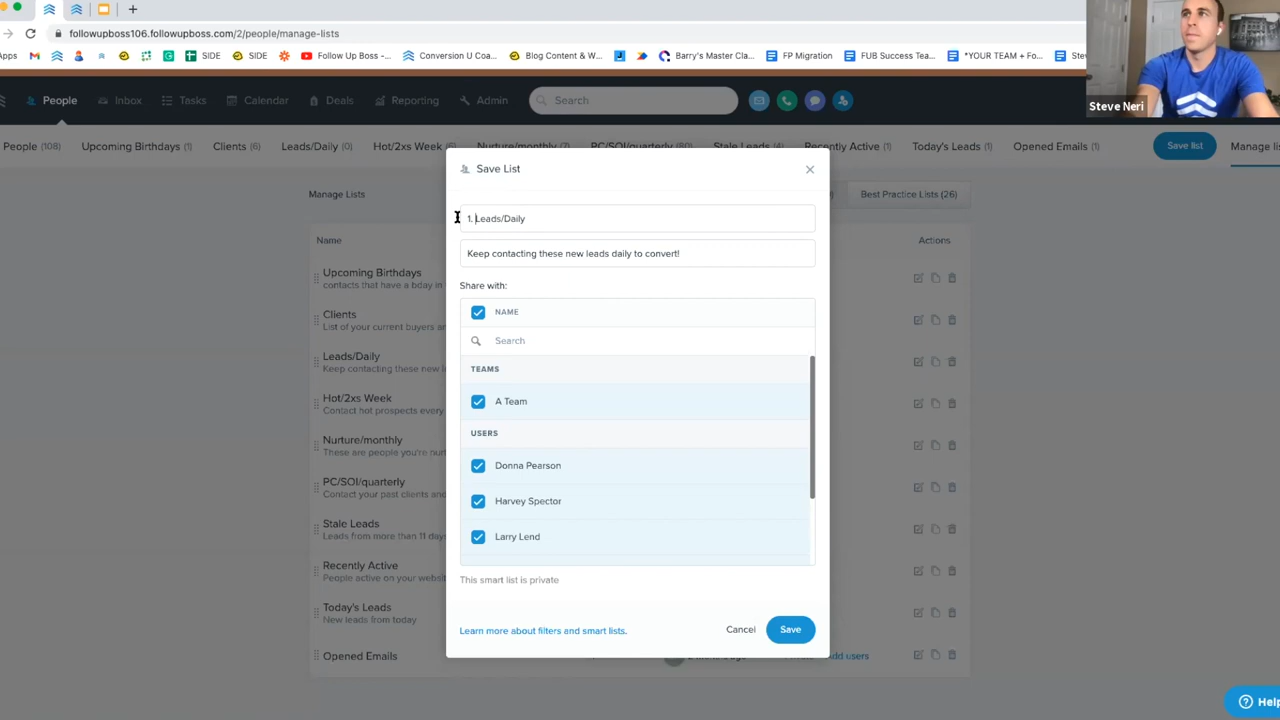 followupboss106.followupboss.com/2/people/manage-lists
Apps SIDE SIDE Follow Up Boss -... Conversion U Coa... Blog Content & W... Barry's Master Cla... FP Migration FUB Success Tea... *YOUR TEAM + Fo...
Steve Neri
People Inbox Tasks Calendar Deals Reporting Admin Search
People (108) Upcoming Birthdays (1) Clients (6) Leads/Daily (0) Hot/2xs Week Nurture/monthly (7) PC/SOI/quarterly (80) Stale Leads (4) Recently Active (1) Today's Leads (1) Opened Emails (1) Save list Manage lis
Manage Lists
Best Practice Lists (26)
Name
Actions
Upcoming Birthdays
contacts that have a bday in
Clients
List of your current buyers a
Leads/Daily
Keep contacting these new l
Hot/2xs Week
Contact hot prospects every
Nurture/monthly
These are people you're nurt
PC/SOI/quarterly
Contact your past clients and
Stale Leads
Leads from more than 11 days
Recently Active
People active on your websit
Today's Leads
New leads from today
Opened Emails
Add users
Save List
1. Leads/Daily
Keep contacting these new leads daily to convert!
Share with:
NAME
Search
TEAMS
A Team
USERS
Donna Pearson
Harvey Spector
Larry Lend
This smart list is private
Learn more about filters and smart lists.
Cancel
Save
Help